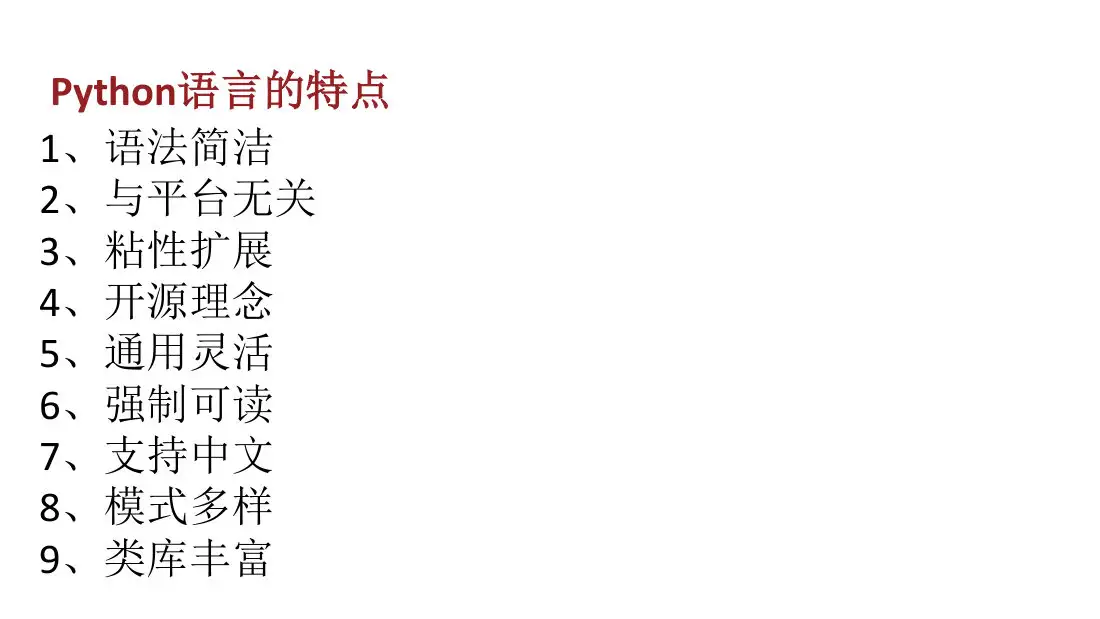 Python语言的特点
1、语法简洁
2、与平台无关
3、粘性扩展
4、开源理念
5、通用灵活
6、强制可读
7、支持中文
8、模式多样
9、类库丰富